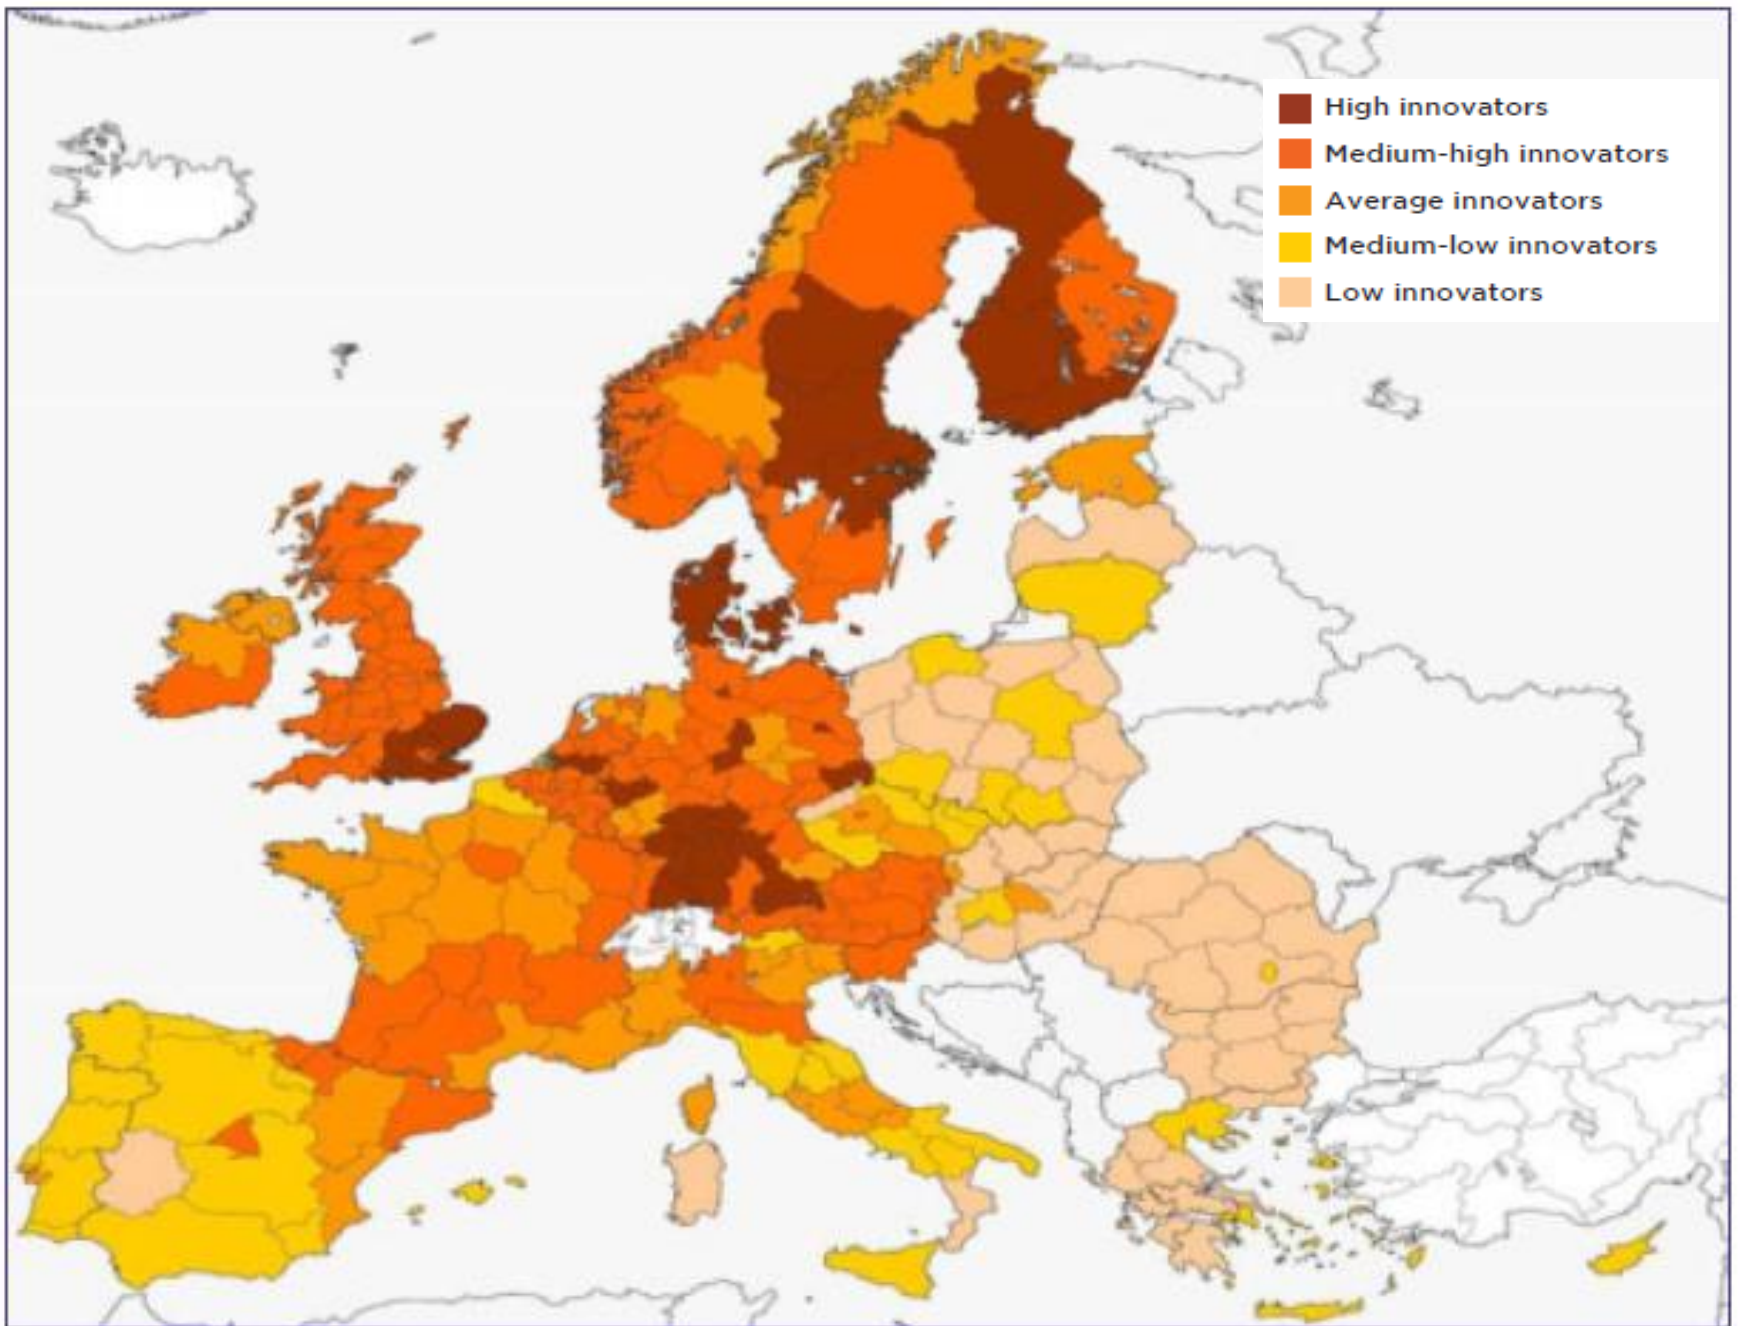 High innovators
Medium-high innovators
Average innovators
Medium-low innovators
Low innovators